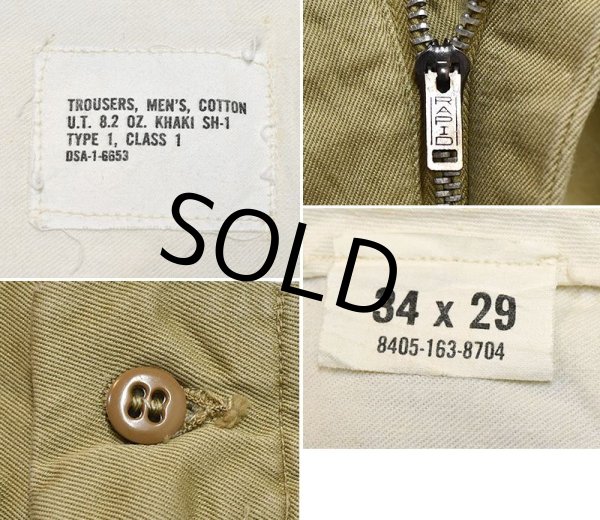 TROUSERS, MEN'S, COTTON
U.T. 8.2 OZ. KHAKI SH-1
TYPE 1, CLASS 1
DSA-1-6653
RAPID
SOLD
34 x 29
8405-163-8704